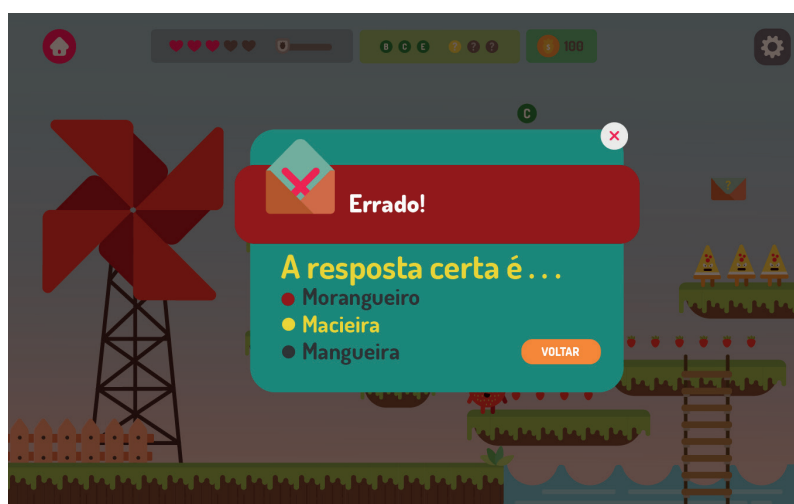 B C E ? ? ?
100
C
?
Errado!
A resposta certa é . . .
Morangueiro
Macieira
Mangueira
VOLTAR